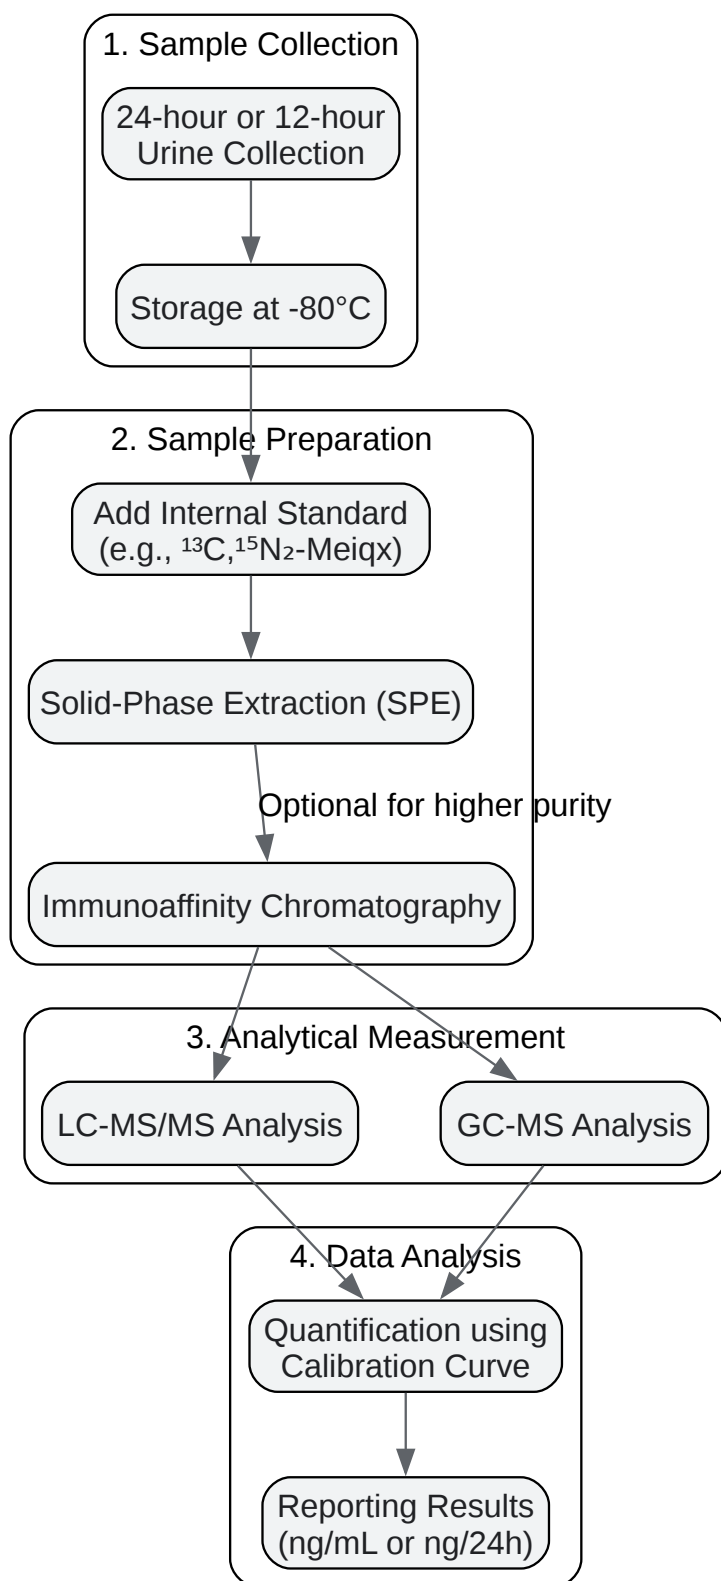 1. Sample Collection
24-hour or 12-hour
Urine Collection
Storage at -80°C
2. Sample Preparation
Add Internal Standard
(e.g., ¹³C,¹⁵N₂-Meiqx)
Solid-Phase Extraction (SPE)
Optional for higher purity
Immunoaffinity Chromatography
3. Analytical Measurement
LC-MS/MS Analysis
GC-MS Analysis
4. Data Analysis
Quantification using
Calibration Curve
Reporting Results
(ng/mL or ng/24h)